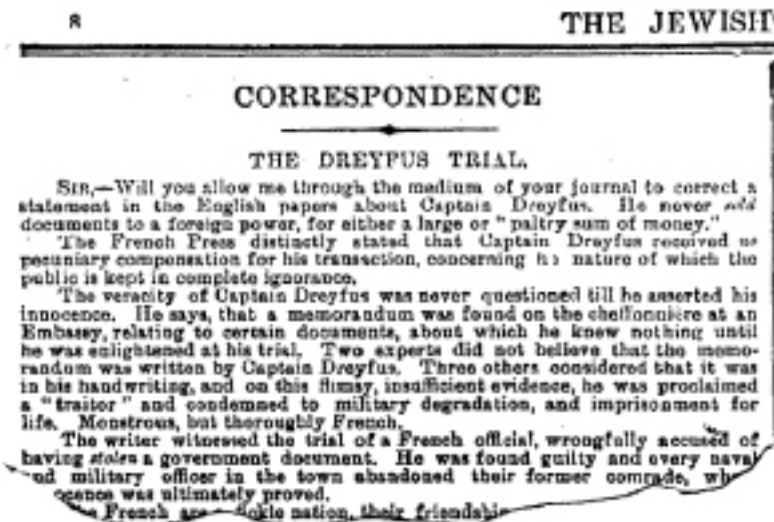 8
THE JEWISH
CORRESPONDENCE
THE DREYFUS TRIAL.
SIR,—Will you allow me through the medium of your journal to correct a
statement in the English papers about Captain Dreyfus. He never sold
documents to a foreign power, for either a large or "paltry sum of money."
The French Press distinctly stated that Captain Dreyfus received no
pecuniary compensation for his transaction, concerning the nature of which the
public is kept in complete ignorance.
The veracity of Captain Dreyfus was never questioned till he asserted his
innocence. He says, that a memorandum was found on the cheffonnière at an
Embassy, relating to certain documents, about which he knew nothing until
he was enlightened at his trial. Two experts did not believe that the memo-
randum was written by Captain Dreyfus. Three others considered that it was
in his handwriting, and on this flimsy, insufficient evidence, he was proclaimed
a "traitor" and condemned to military degradation, and imprisonment for
life. Monstrous, but thoroughly French.
The writer witnessed the trial of a French official, wrongfully accused of
having stolen a government document. He was found guilty and every naval
nd military officer in the town abandoned their former comrade,
ocence was ultimately proved.
French are fickle nation, their friendship